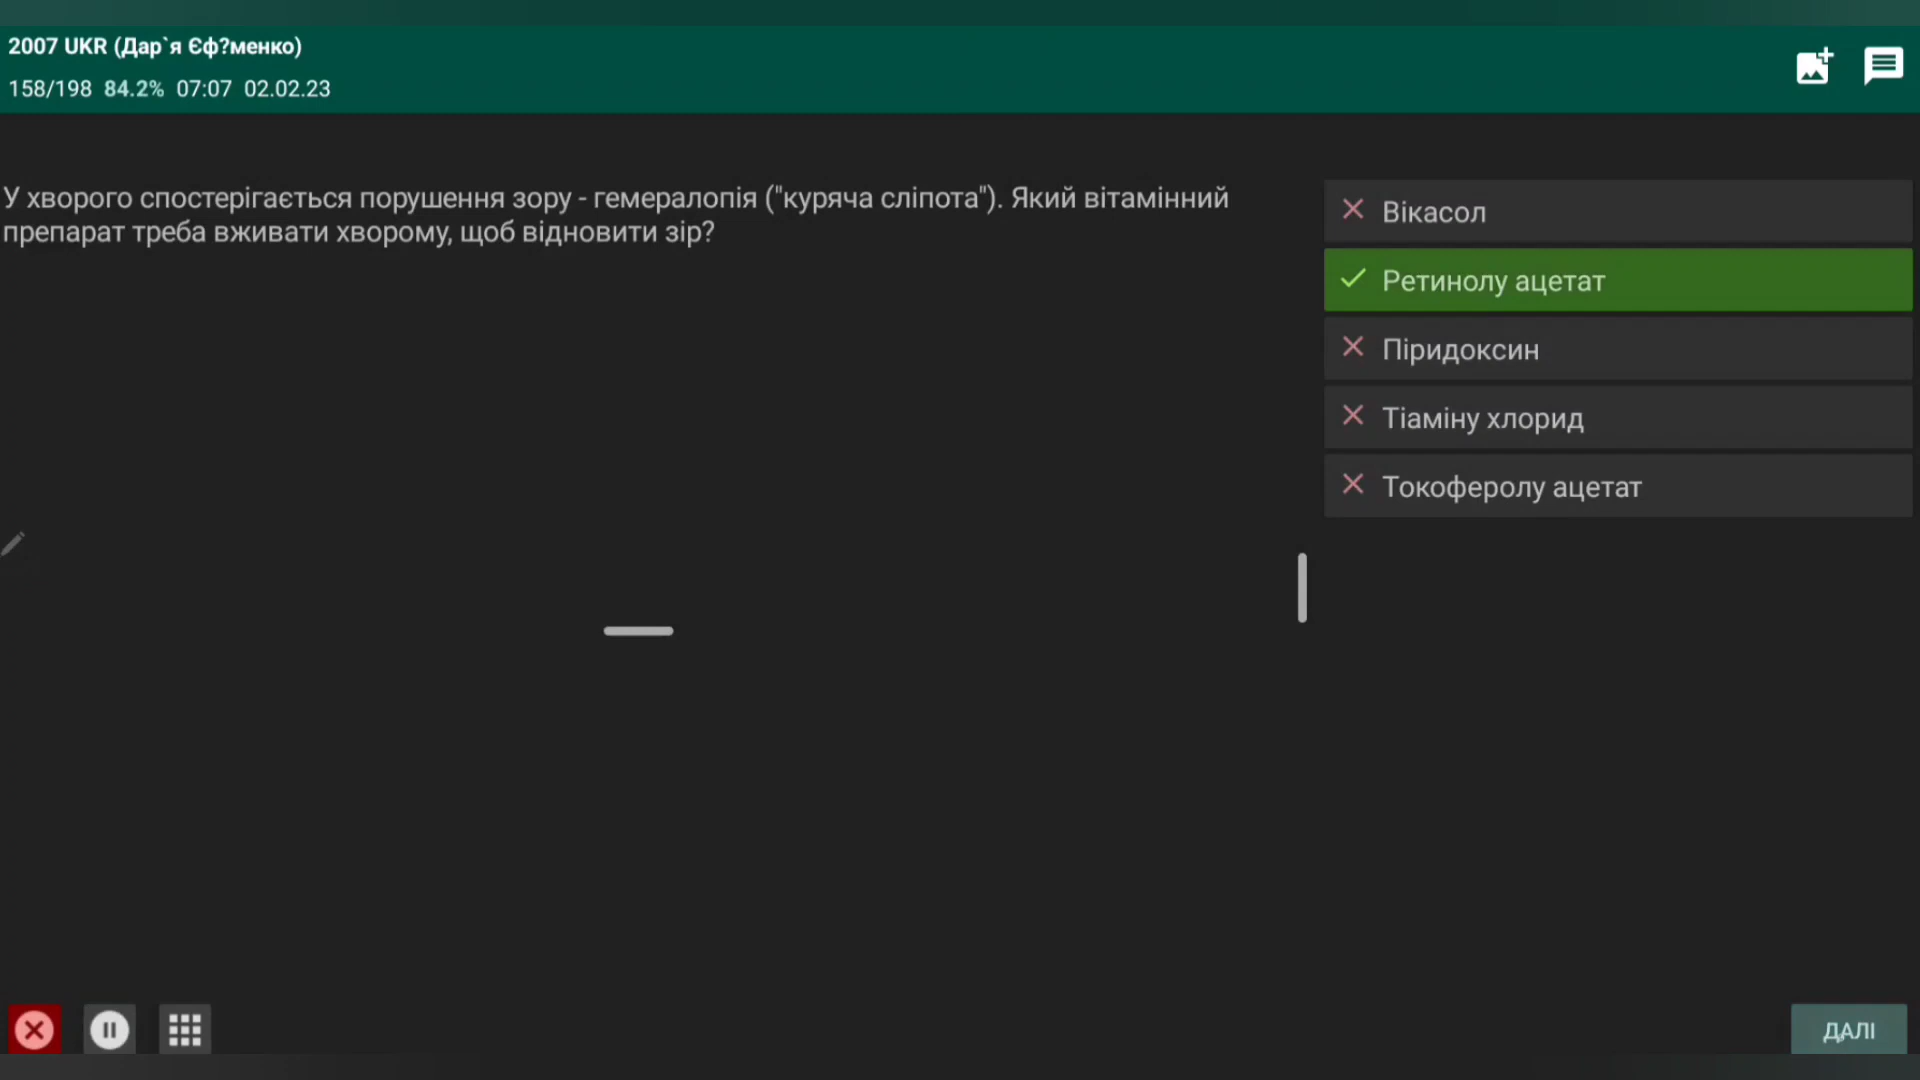 2007 UKR (Дар`я Єф?менко)
158/198 84.2% 07:07 02.02.23
У хворого спостерігається порушення зору - гемералопія ("куряча сліпота"). Який вітамінний
препарат треба вживати хворому, щоб відновити зір?
Вікасол
Ретинолу ацетат
Піридоксин
Тіаміну хлорид
Токоферолу ацетат
ДАЛІ